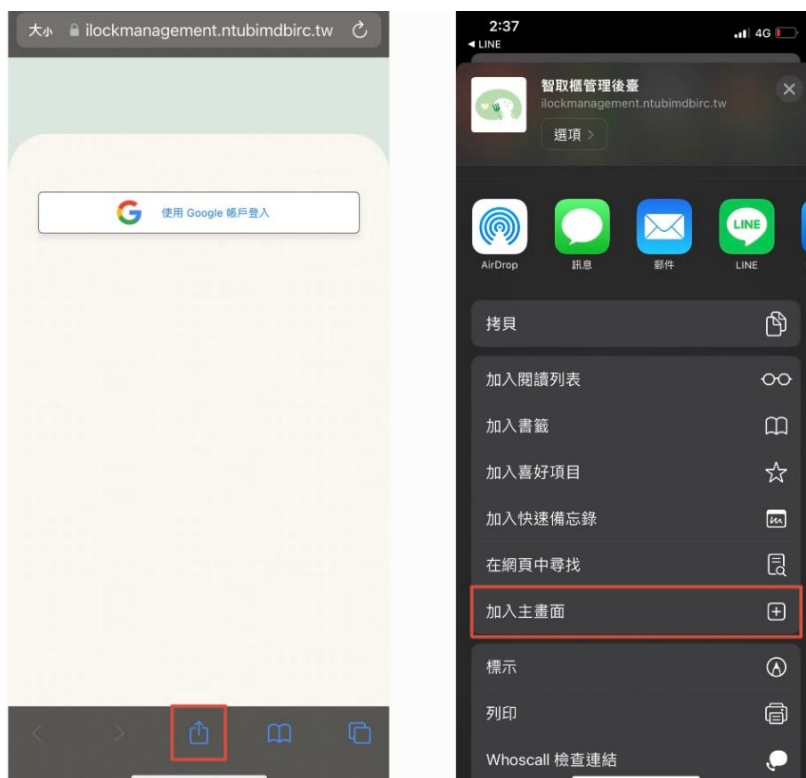 大小 ilockmanagement.ntubimdbirc.tw
使用 Google 帳戶登入
2:37
4G
◀ LINE
智取櫃管理後臺
ilockmanagement.ntubimdbirc.tw
選項 >
LINE
AirDrop
訊息
郵件
LINE
拷貝
加入閱讀列表
加入書籤
加入喜好項目
加入快速備忘錄
在網頁中尋找
加入主畫面
標示
列印
Whoscall 檢查連結